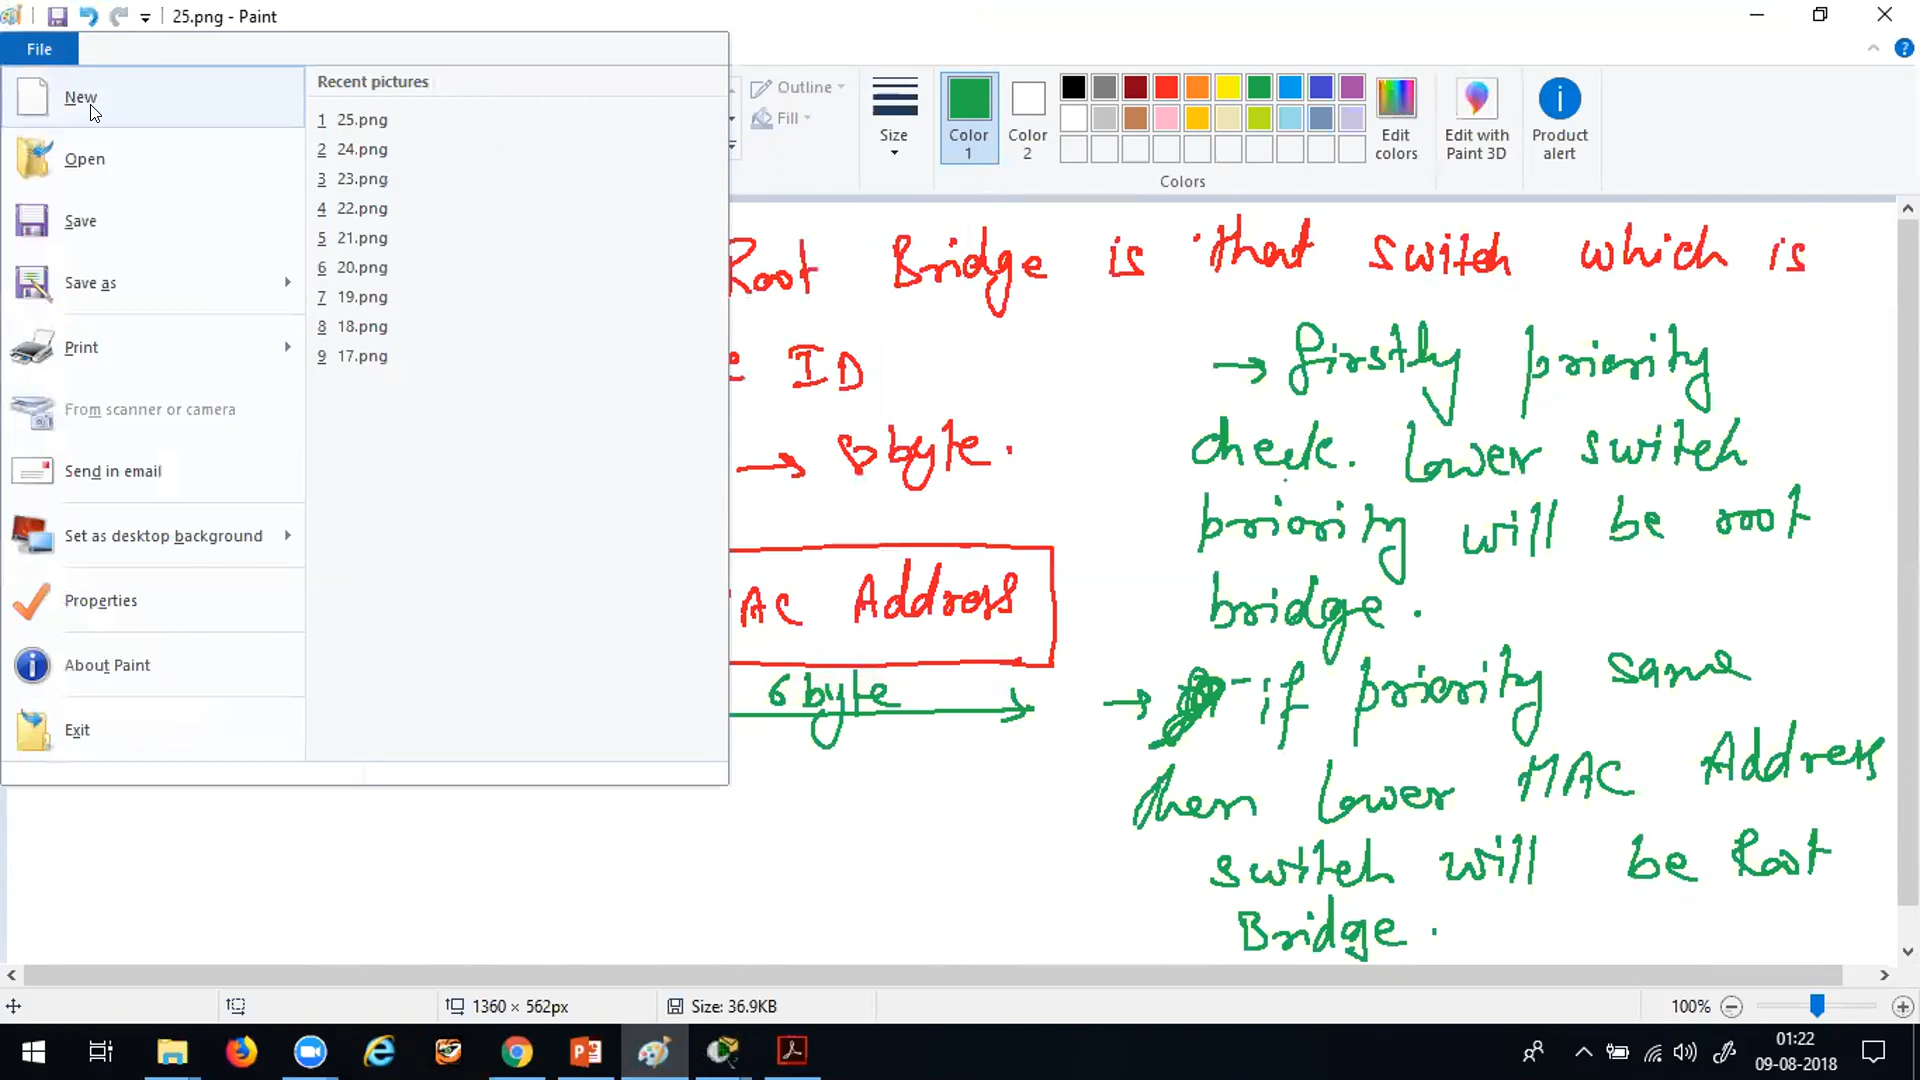 25.png - Paint
File
New
Open
Save
Save as
Print
From scanner or camera
Send in email
Set as desktop background
Properties
About Paint
Exit
Recent pictures
1 25.png
2 24.png
3 23.png
4 22.png
5 21.png
6 20.png
7 19.png
8 18.png
9 17.png
Outline
Fill
Size
Color 1
Color 2
Edit colors
Edit with Paint 3D
Product alert
Colors
Root Bridge is that switch which is
e ID
→ 8byte.
AC Address
6 byte
→ firstly priority
check. Lower switch
priority will be root
bridge.
→ if priority same
then lower MAC Address
switch will be Root
Bridge.
1360 × 562px
Size: 36.9KB
100%
01:22
09-08-2018